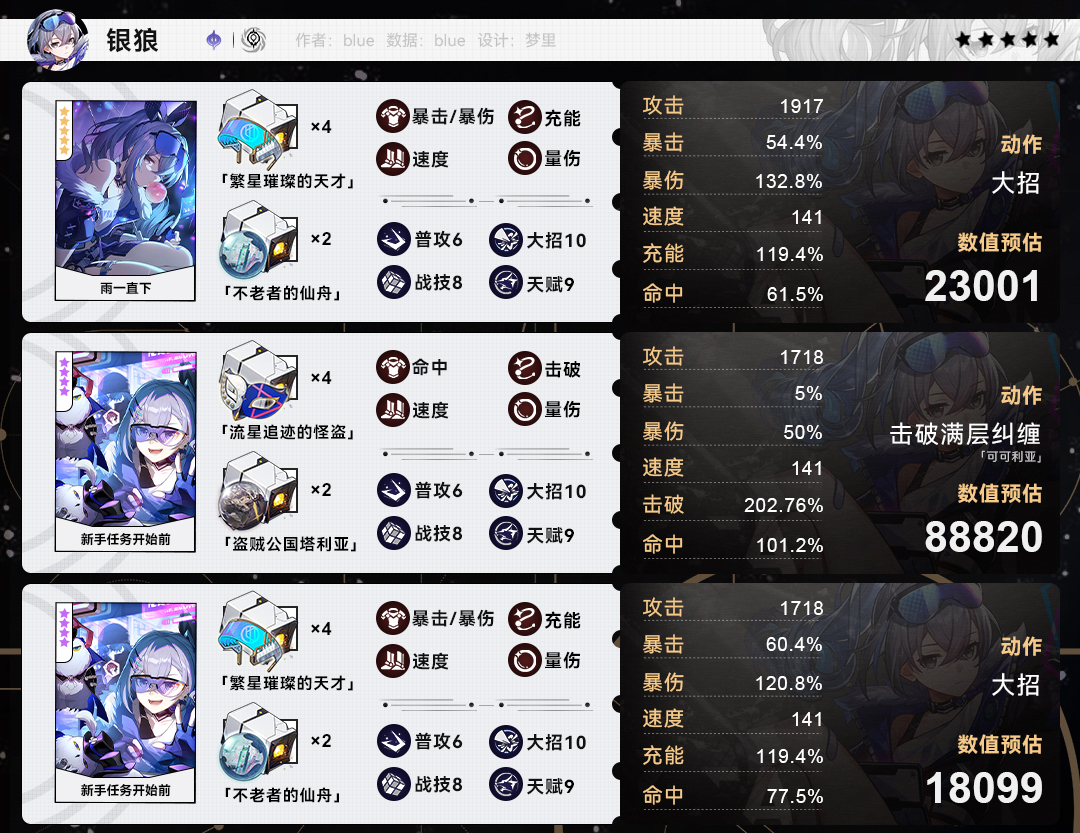 银狼 作者：blue 数据：blue 设计：梦里
雨一直下
×4
「繁星璀璨的天才」
×2
「不老者的仙舟」
暴击/暴伤 充能
速度 量伤
普攻6 大招10
战技8 天赋9
攻击 1917
暴击 54.4%
暴伤 132.8%
速度 141
充能 119.4%
命中 61.5%
动作
大招
数值预估
23001
新手任务开始前
×4
「流星追迹的怪盗」
×2
「盗贼公国塔利亚」
命中 击破
速度 量伤
普攻6 大招10
战技8 天赋9
攻击 1718
暴击 5%
暴伤 50%
速度 141
击破 202.76%
命中 101.2%
动作
击破满层纠缠
「可可利亚」
数值预估
88820
新手任务开始前
×4
「繁星璀璨的天才」
×2
「不老者的仙舟」
暴击/暴伤 充能
速度 量伤
普攻6 大招10
战技8 天赋9
攻击 1718
暴击 60.4%
暴伤 120.8%
速度 141
充能 119.4%
命中 77.5%
动作
大招
数值预估
18099